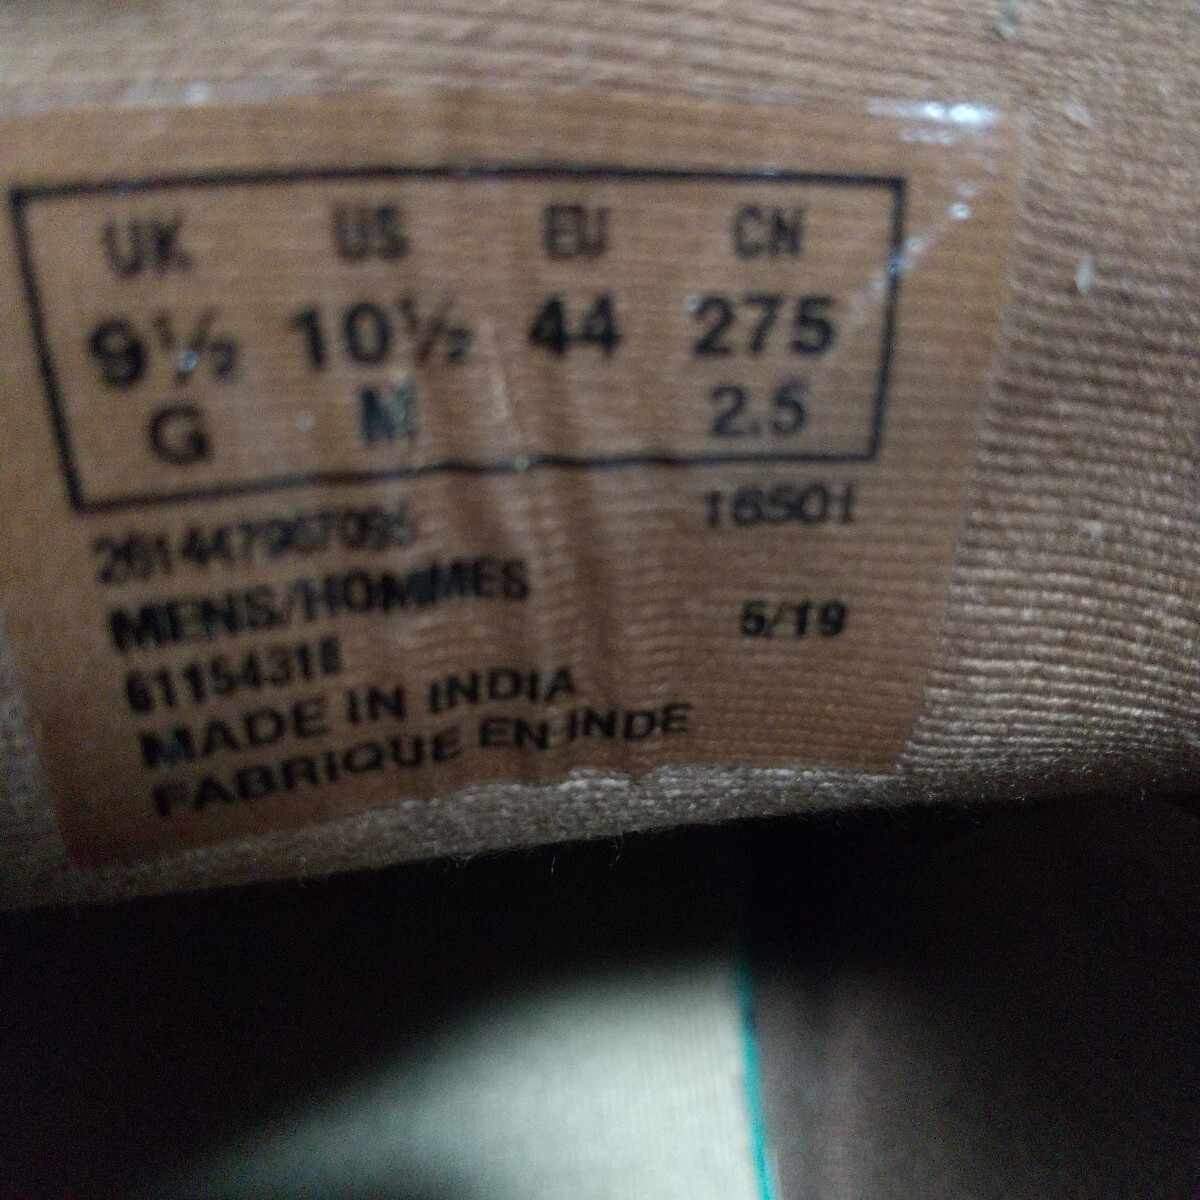 UK US EU CN
9½ 10½ 44 275
G M 2.5
16501
MENS/HOMMES
5/19
MADE IN INDIA
FABRIQUE EN INDE